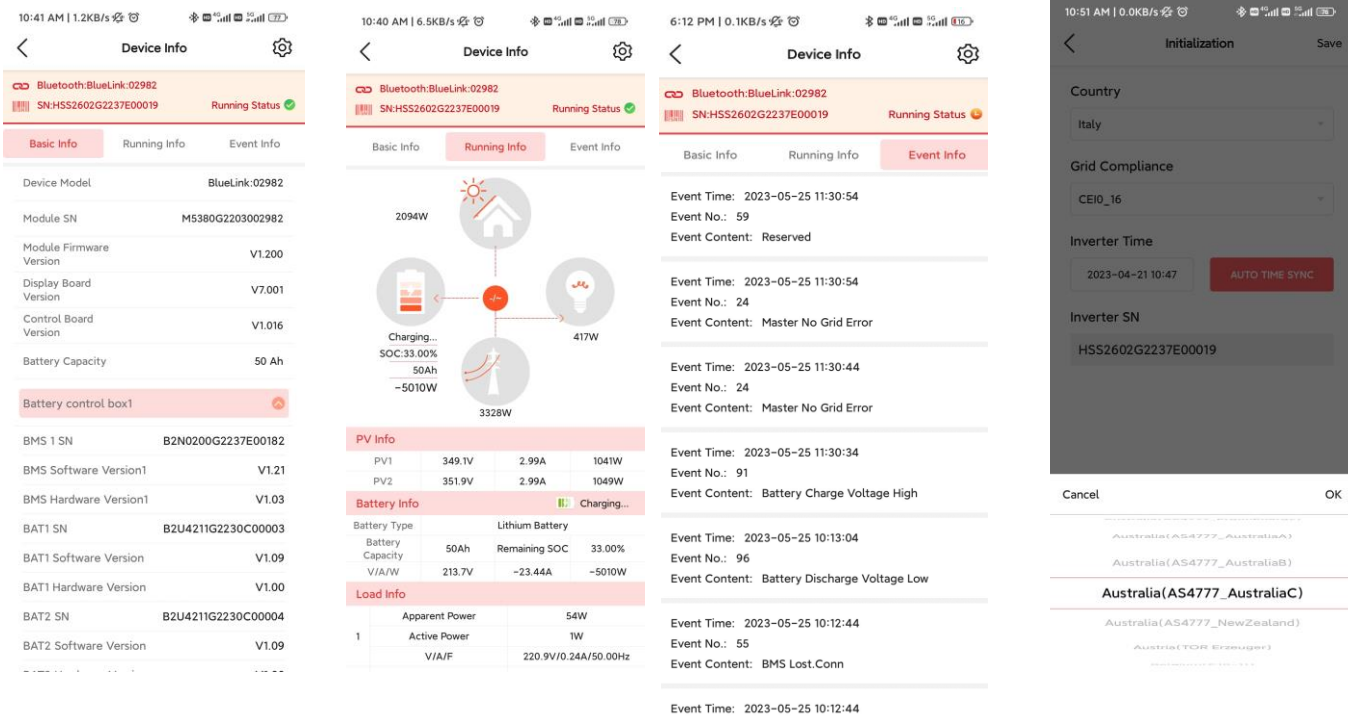 10:41 AM | 1.2KB/s
4G
5G
77
Device Info
Bluetooth:BlueLink:02982
SN:HSS2602G2237E00019 Running Status
Basic Info Running Info Event Info
Device Model BlueLink:02982
Module SN M5380G2203002982
Module Firmware
Version V1.200
Display Board
Version V7.001
Control Board
Version V1.016
Battery Capacity 50 Ah
Battery control box1
BMS 1 SN B2N0200G2237E00182
BMS Software Version1 V1.21
BMS Hardware Version1 V1.03
BAT1 SN B2U4211G2230C00003
BAT1 Software Version V1.09
BAT1 Hardware Version V1.00
BAT2 SN B2U4211G2230C00004
BAT2 Software Version V1.09
10:40 AM | 6.5KB/s
4G
5G
78
Device Info
Bluetooth:BlueLink:02982
SN:HSS2602G2237E00019 Running Status
Basic Info Running Info Event Info
2094W
Charging...
SOC:33.00%
50Ah
-5010W
417W
3328W
PV Info
PV1 349.1V 2.99A 1041W
PV2 351.9V 2.99A 1049W
Battery Info Charging...
Battery Type Lithium Battery
Battery
Capacity 50Ah Remaining SOC 33.00%
V/A/W 213.7V -23.44A -5010W
Load Info
Apparent Power 54W
1 Active Power 1W
V/A/F 220.9V/0.24A/50.00Hz
6:12 PM | 0.1KB/s
4G
5G
16
Device Info
Bluetooth:BlueLink:02982
SN:HSS2602G2237E00019 Running Status
Basic Info Running Info Event Info
Event Time: 2023-05-25 11:30:54
Event No.: 59
Event Content: Reserved
Event Time: 2023-05-25 11:30:54
Event No.: 24
Event Content: Master No Grid Error
Event Time: 2023-05-25 11:30:44
Event No.: 24
Event Content: Master No Grid Error
Event Time: 2023-05-25 11:30:34
Event No.: 91
Event Content: Battery Charge Voltage High
Event Time: 2023-05-25 10:13:04
Event No.: 96
Event Content: Battery Discharge Voltage Low
Event Time: 2023-05-25 10:12:44
Event No.: 55
Event Content: BMS Lost.Conn
Event Time: 2023-05-25 10:12:44
10:51 AM | 0.0KB/s
4G
5G
Initialization Save
Country
Italy
Grid Compliance
CEI0_16
Inverter Time
2023-04-21 10:47 AUTO TIME SYNC
Inverter SN
HSS2602G2237E00019
Cancel OK
Australia(AS4777_AustraliaA)
Australia(AS4777_AustraliaB)
Australia(AS4777_AustraliaC)
Australia(AS4777_NewZealand)
Austria(TOR Erzeuger)